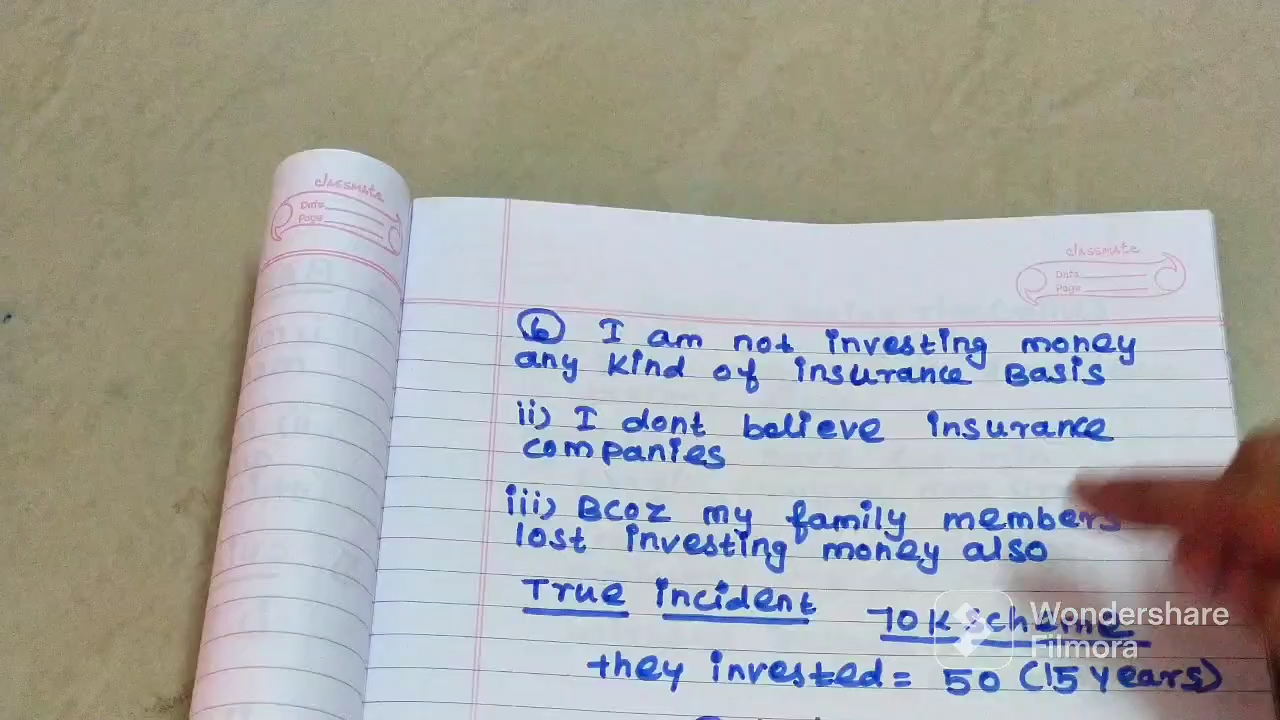 classmate
Date
Page
classmate
Date
Page
6 I am not investing money
any kind of insurance Basis
ii) I dont believe insurance
companies
iii) Bcoz my family members
lost investing money also
True incident 70K scheme
they invested = 50 (15 years)
Wondershare
Filmora